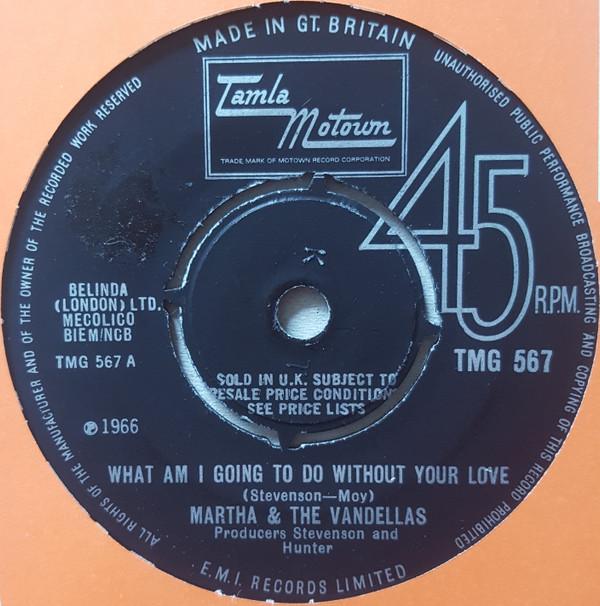 MADE IN GT. BRITAIN
UNAUTHORISED PUBLIC PERFORMANCE BROADCASTING AND COPYING OF THIS RECORD PROHIBITED
ALL RIGHTS OF THE MANUFACTURER AND OF THE OWNER OF THE RECORDED WORK RESERVED
Tamla
Motown
TRADE MARK OF MOTOWN RECORD CORPORATION
45
R.P.M.
K
BELINDA
(LONDON) LTD.
MECOLICO
BIEM/NCB
TMG 567 A
TMG 567
SOLD IN U.K. SUBJECT TO
RESALE PRICE CONDITION
SEE PRICE LISTS
℗ 1966
WHAT AM I GOING TO DO WITHOUT YOUR LOVE
(Stevenson—Moy)
MARTHA & THE VANDELLAS
Producers Stevenson and
Hunter
E.M.I. RECORDS LIMITED